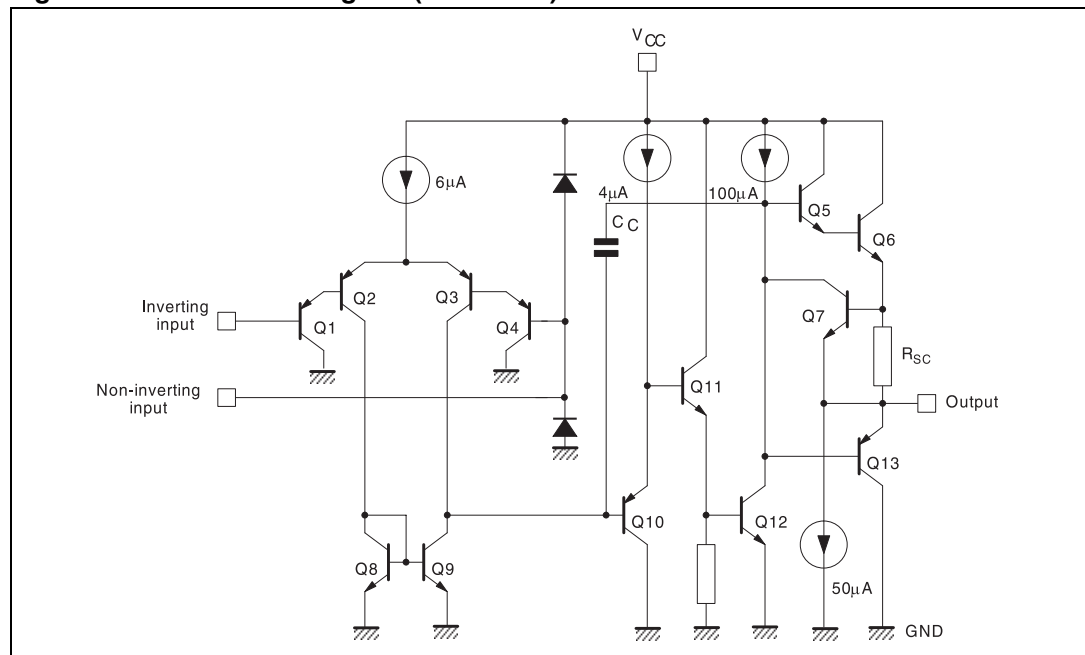 V CC
6µA
4µA
100µA
C C
Q5
Q6
Inverting
input
Q1
Q2
Q3
Q4
Q7
R SC
Non-inverting
input
Q11
Output
Q13
Q10
Q12
Q8
Q9
50µA
GND